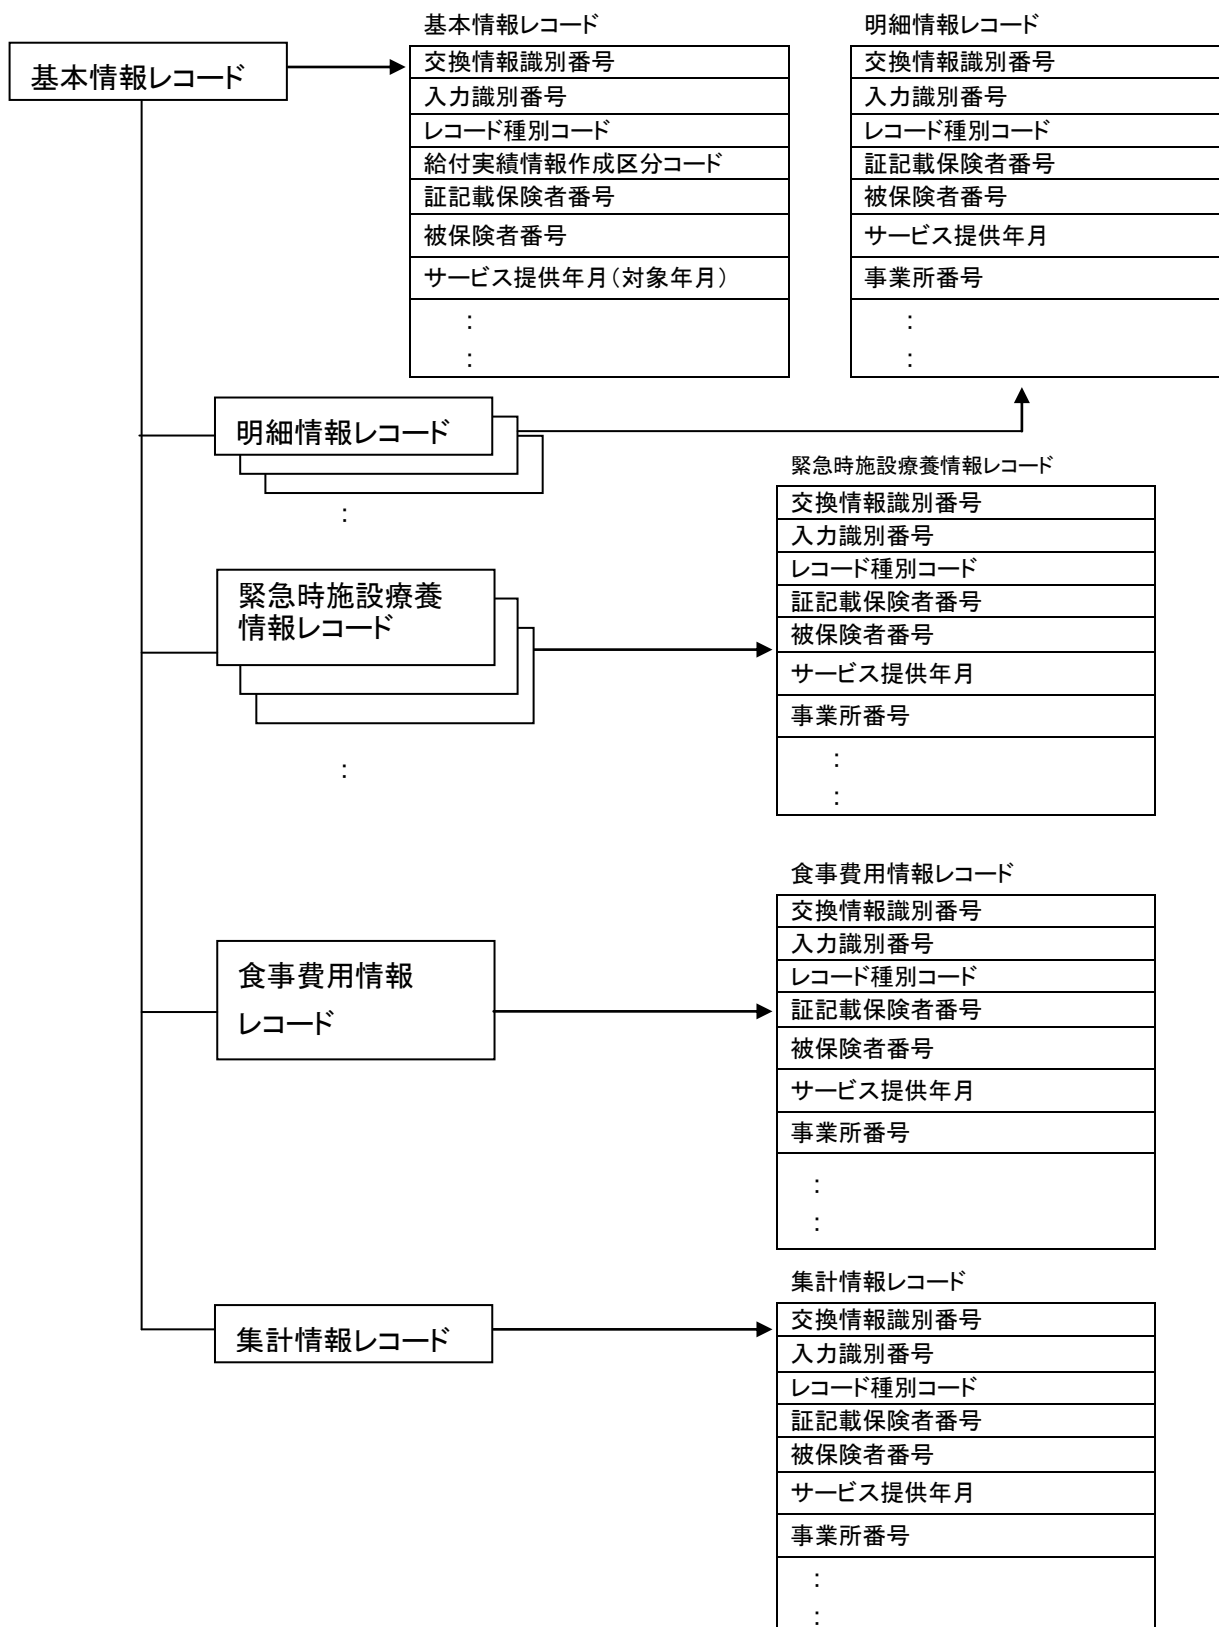 基本情報レコード
基本情報レコード
交換情報識別番号
入力識別番号
レコード種別コード
給付実績情報作成区分コード
証記載保険者番号
被保険者番号
サービス提供年月（対象年月）
：
：
明細情報レコード
交換情報識別番号
入力識別番号
レコード種別コード
証記載保険者番号
被保険者番号
サービス提供年月
事業所番号
：
：
明細情報レコード
：
緊急時施設療養情報レコード
交換情報識別番号
入力識別番号
レコード種別コード
証記載保険者番号
被保険者番号
サービス提供年月
事業所番号
：
：
緊急時施設療養
情報レコード
：
食事費用情報レコード
交換情報識別番号
入力識別番号
レコード種別コード
証記載保険者番号
被保険者番号
サービス提供年月
事業所番号
：
：
食事費用情報
レコード
集計情報レコード
交換情報識別番号
入力識別番号
レコード種別コード
証記載保険者番号
被保険者番号
サービス提供年月
事業所番号
：
：
集計情報レコード